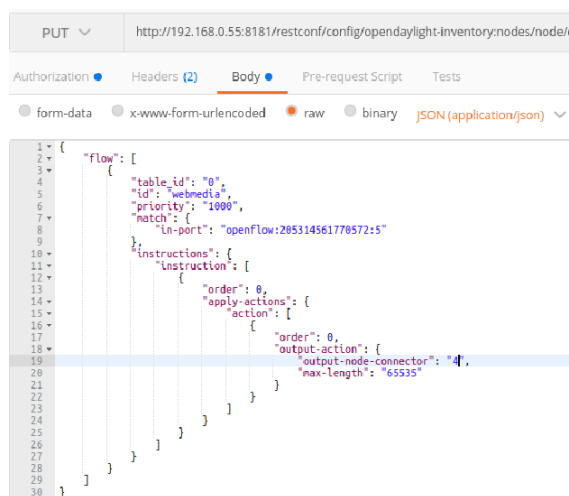 PUT http://192.168.0.55:8181/restconf/config/opendaylight-inventory:nodes/node/
Authorization Headers (2) Body Pre-request Script Tests
form-data x-www-form-urlencoded raw binary JSON (application/json)
1 {
2 "flow": [
3 {
4 "table_id": "0",
5 "id": "webmedia",
6 "priority": "1000",
7 "match": {
8 "in-port": "openflow:205314561770572:5"
9 },
10 "instructions": {
11 "instruction": [
12 {
13 "order": 0,
14 "apply-actions": {
15 "action": [
16 {
17 "order": 0,
18 "output-action": {
19 "output-node-connector": "4",
20 "max-length": "65535"
21 }
22 }
23 ]
24 }
25 }
26 ]
27 }
28 }
29 ]
30 }